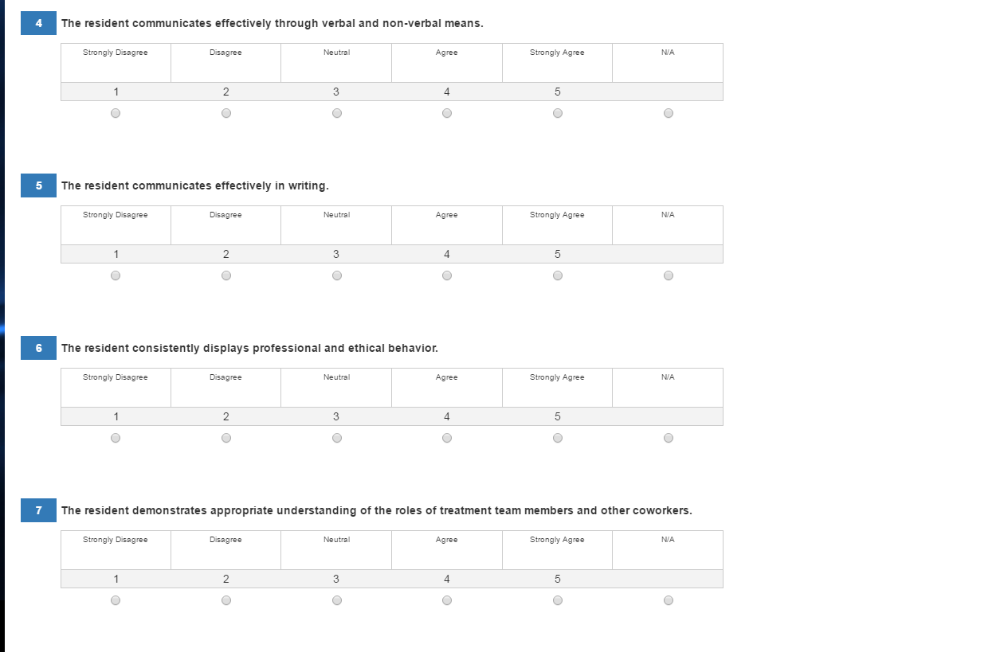 4 The resident communicates effectively through verbal and non-verbal means.
Strongly Disagree Disagree Neutral Agree Strongly Agree N/A
1 2 3 4 5
5 The resident communicates effectively in writing.
Strongly Disagree Disagree Neutral Agree Strongly Agree N/A
1 2 3 4 5
6 The resident consistently displays professional and ethical behavior.
Strongly Disagree Disagree Neutral Agree Strongly Agree N/A
1 2 3 4 5
7 The resident demonstrates appropriate understanding of the roles of treatment team members and other coworkers.
Strongly Disagree Disagree Neutral Agree Strongly Agree N/A
1 2 3 4 5